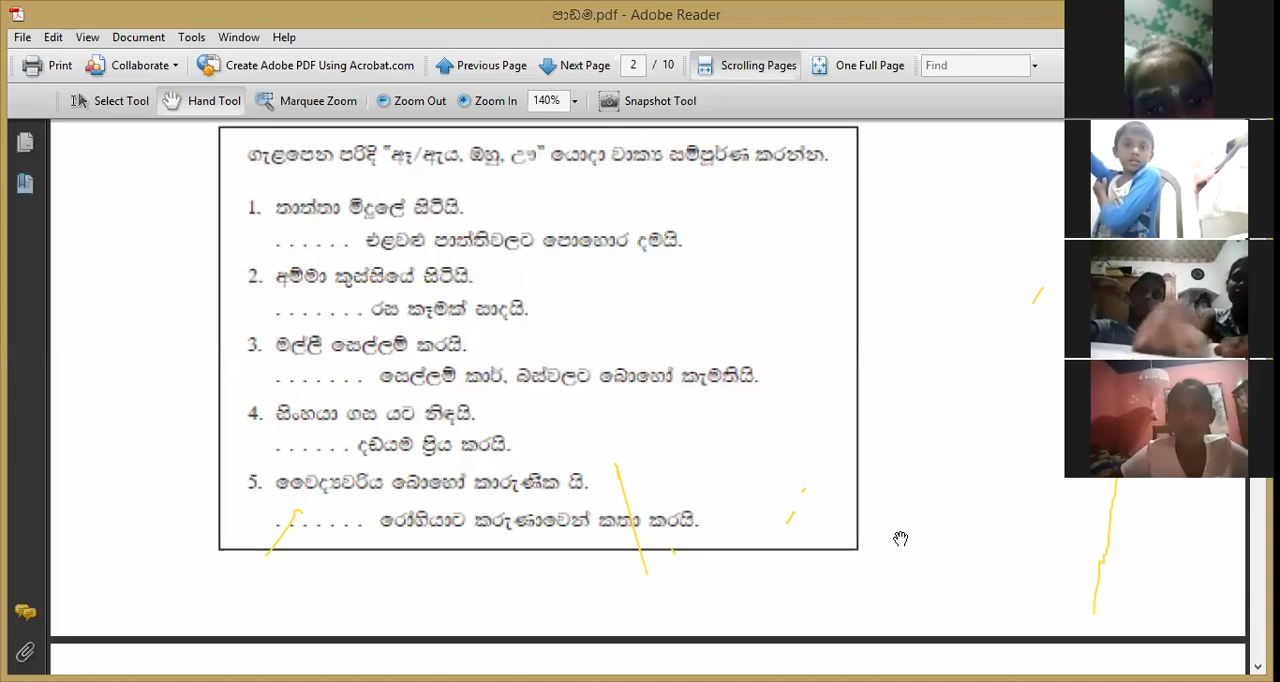 පාඩම.pdf - Adobe Reader
File Edit View Document Tools Window Help
Print Collaborate Create Adobe PDF Using Acrobat.com Previous Page Next Page 2 / 10 Scrolling Pages One Full Page Find
Select Tool Hand Tool Marquee Zoom Zoom Out Zoom In 140% Snapshot Tool
ගැළපෙන පරිදි "ඈ/ඇය, ඔහු, ඌ" යොදා වාක්‍ය සම්පූර්ණ කරන්න.
1. තාත්තා මිදුලේ සිටියි.
. . . . . . එළවළු පාත්තිවලට පොහොර දමයි.
2. අම්මා කුස්සියේ සිටියි.
. . . . . . . රස කෑමක් සාදයි.
3. මල්ලී සෙල්ලම් කරයි.
. . . . . . . සෙල්ලම් කාර්, බස්වලට බොහෝ කැමතියි.
4. සිංහයා ගස යට නිඳයි.
. . . . . . දඩයම ප්‍රිය කරයි.
5. වෛද්‍යවරිය බොහෝ කාරුණික යි.
. . . . . . . රෝගියාට කරුණාවෙන් කතා කරයි.